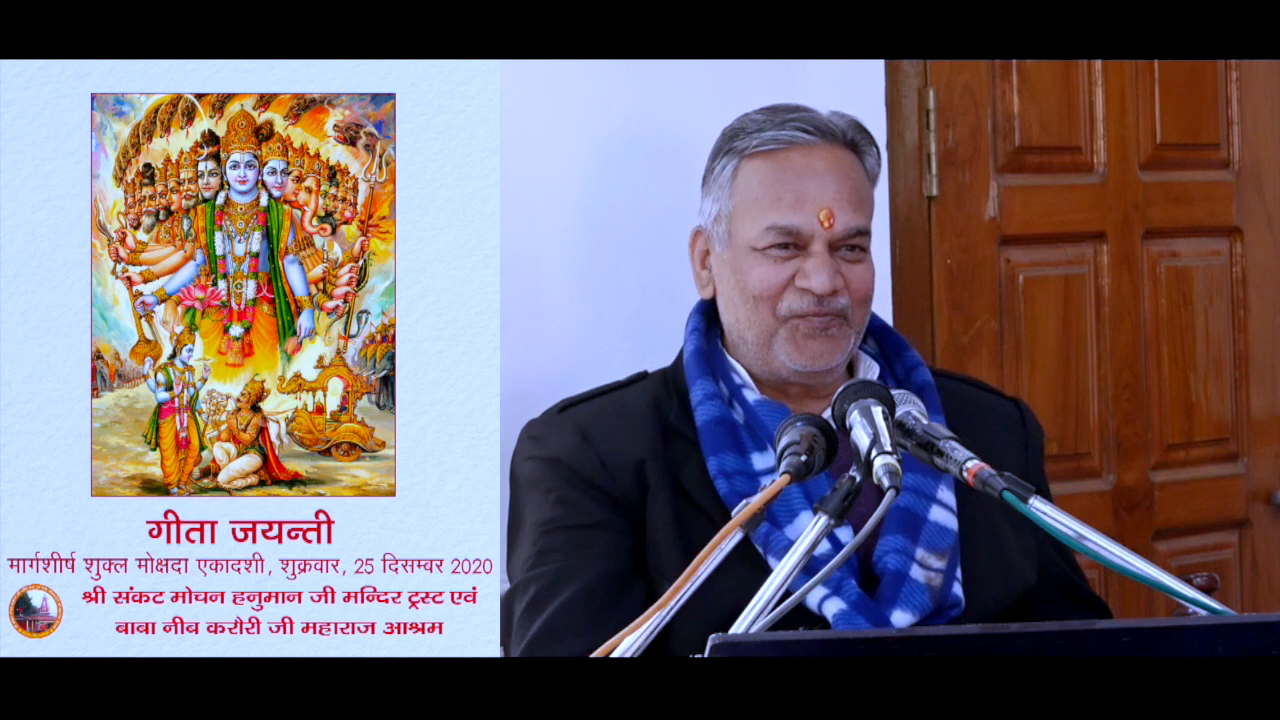 गीता जयन्ती
मार्गशीर्ष शुक्ल मोक्षदा एकादशी, शुक्रवार, 25 दिसम्वर 2020
श्री संकट मोचन हनुमान जी मन्दिर ट्रस्ट एवं
बाबा नीब करौरी जी महाराज आश्रम